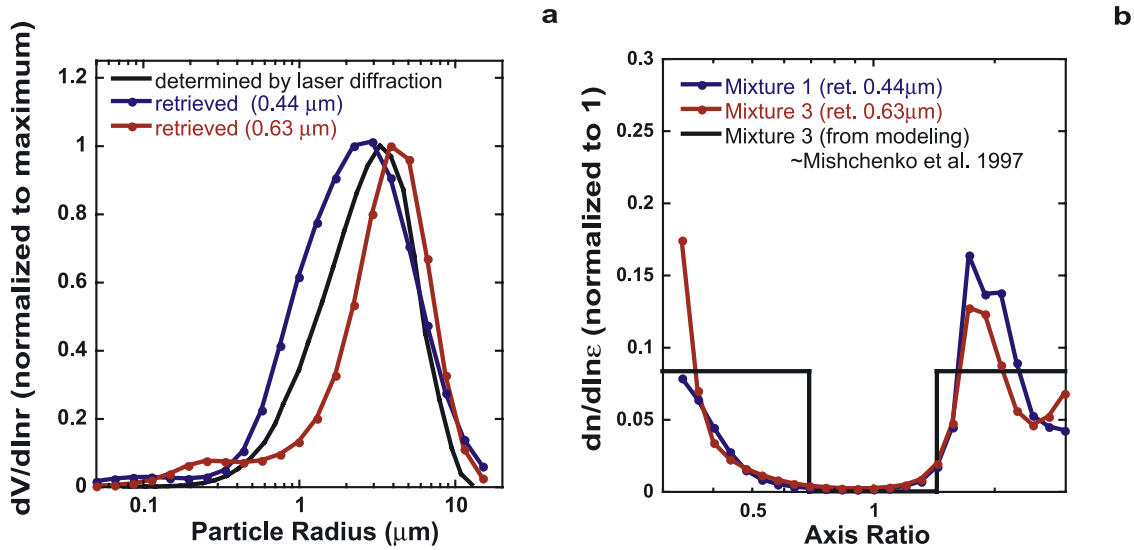 a
dV/dlnr (normalized to maximum)
1.2
1
0.8
0.6
0.4
0.2
0
determined by laser diffraction
retrieved (0.44 μm)
retrieved (0.63 μm)
0.1
1
10
Particle Radius (μm)
b
dn/dlnε (normalized to 1)
0.3
0.25
0.2
0.15
0.1
0.05
0
Mixture 1 (ret. 0.44μm)
Mixture 3 (ret. 0.63μm)
Mixture 3 (from modeling)
~Mishchenko et al. 1997
0.5
1
Axis Ratio